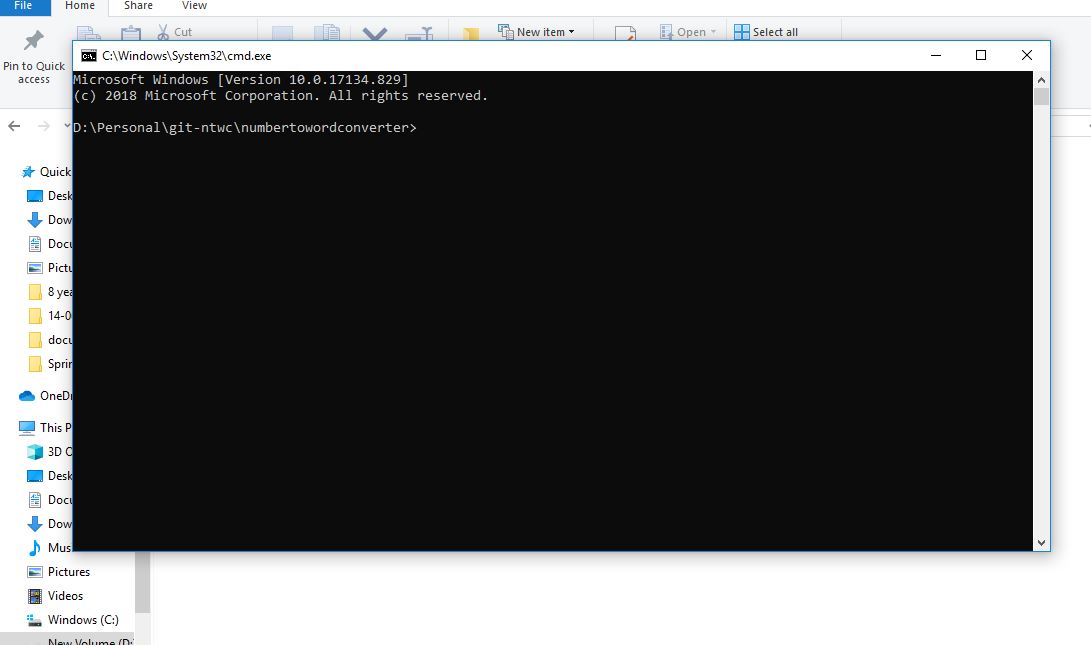 File Home Share View
Cut
New item
Open
Select all
Pin to Quick
access
C:\Windows\System32\cmd.exe
Microsoft Windows [Version 10.0.17134.829]
(c) 2018 Microsoft Corporation. All rights reserved.
D:\Personal\git-ntwc\numbertowordconverter>
Quick
Desk
Dow
Docu
Pictu
8 yea
14-0
docu
Sprin
OneDr
This P
3D O
Desk
Docu
Dow
Musi
Pictures
Videos
Windows (C:)
New Volume (D: